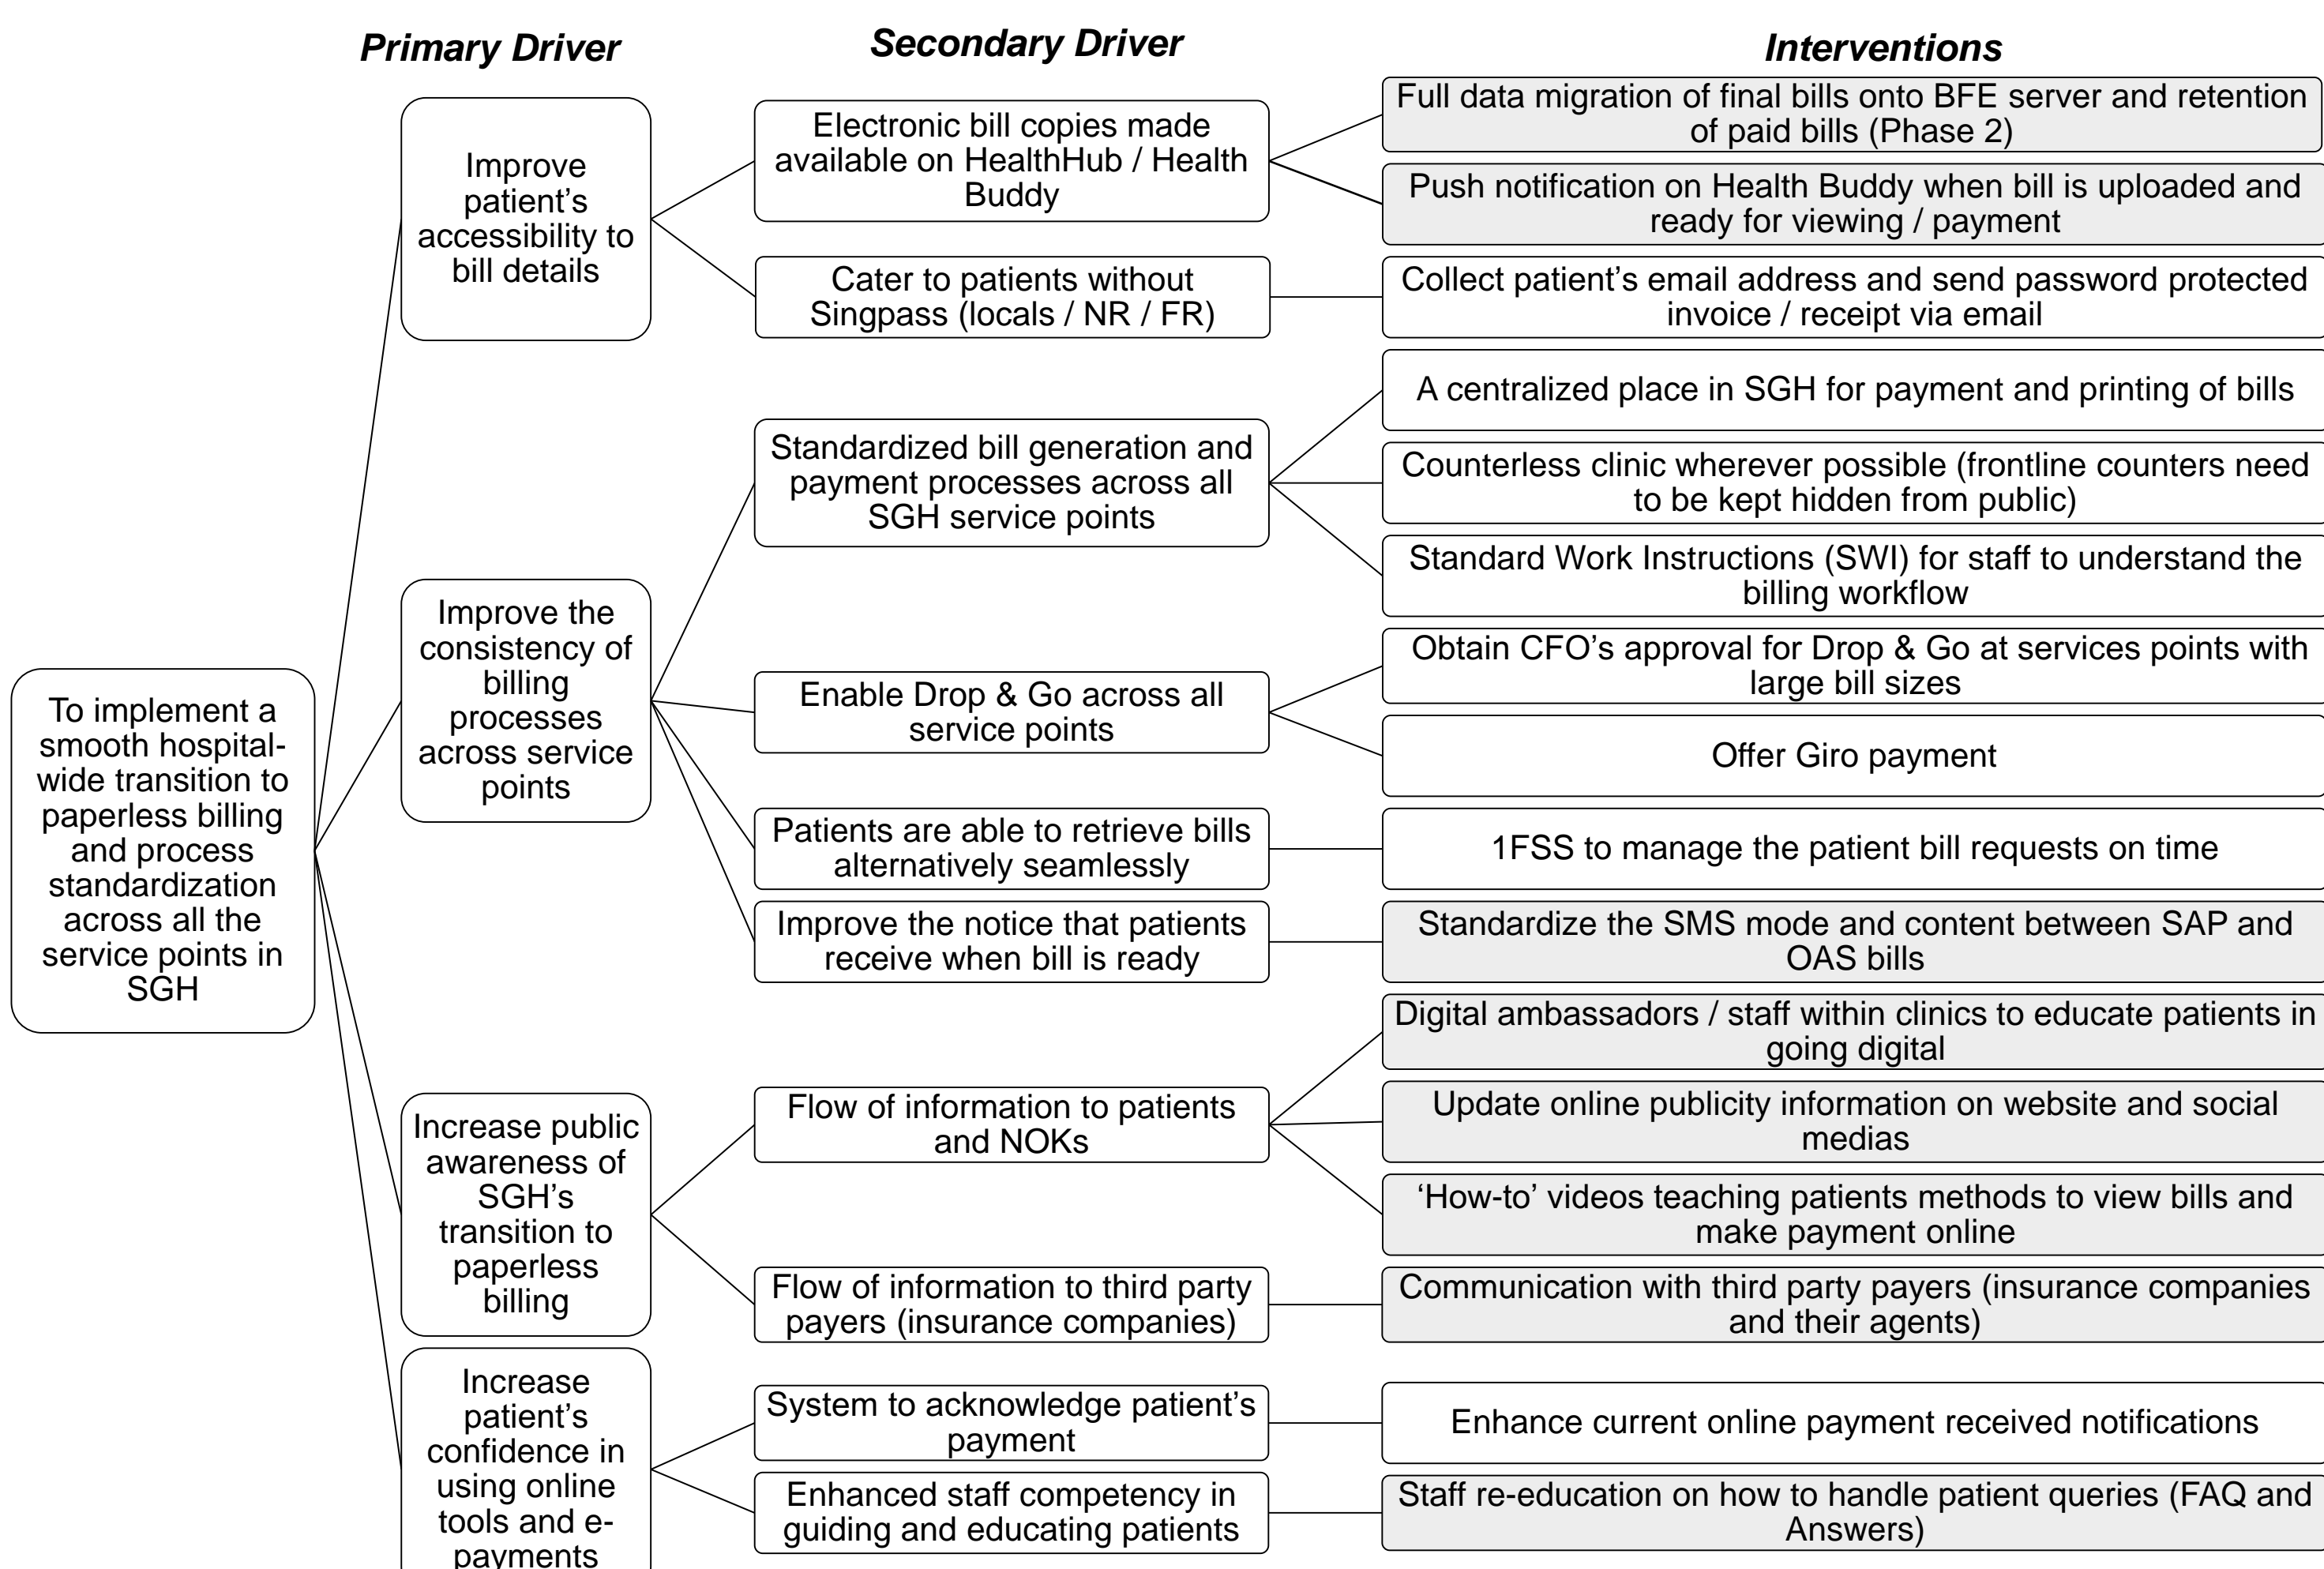 Primary Driver
Secondary Driver
Interventions
To implement a
smooth hospital-
wide transition to
paperless billing
and process
standardization
across all the
service points in
SGH
Improve
patient’s
accessibility to
bill details
Electronic bill copies made
available on HealthHub / Health
Buddy
Full data migration of final bills onto BFE server and retention
of paid bills (Phase 2)
Push notification on Health Buddy when bill is uploaded and
ready for viewing / payment
Cater to patients without
Singpass (locals / NR / FR)
Collect patient’s email address and send password protected
invoice / receipt via email
Improve the
consistency of
billing
processes
across service
points
Standardized bill generation and
payment processes across all
SGH service points
A centralized place in SGH for payment and printing of bills
Counterless clinic wherever possible (frontline counters need
to be kept hidden from public)
Standard Work Instructions (SWI) for staff to understand the
billing workflow
Enable Drop & Go across all
service points
Obtain CFO’s approval for Drop & Go at services points with
large bill sizes
Offer Giro payment
Patients are able to retrieve bills
alternatively seamlessly
1FSS to manage the patient bill requests on time
Improve the notice that patients
receive when bill is ready
Standardize the SMS mode and content between SAP and
OAS bills
Increase public
awareness of
SGH’s
transition to
paperless
billing
Flow of information to patients
and NOKs
Digital ambassadors / staff within clinics to educate patients in
going digital
Update online publicity information on website and social
medias
‘How-to’ videos teaching patients methods to view bills and
make payment online
Flow of information to third party
payers (insurance companies)
Communication with third party payers (insurance companies
and their agents)
Increase
patient’s
confidence in
using online
tools and e-
payments
System to acknowledge patient’s
payment
Enhance current online payment received notifications
Enhanced staff competency in
guiding and educating patients
Staff re-education on how to handle patient queries (FAQ and
Answers)